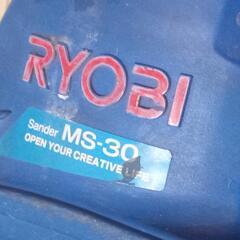 RYOBI
Sander MS-30
OPEN YOUR CREATIVE LIFE